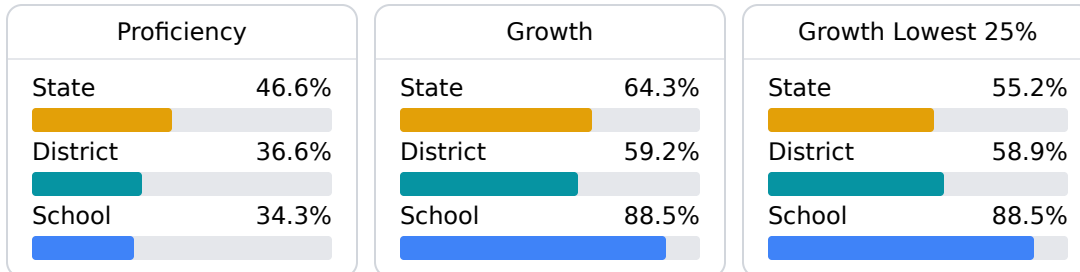 Proficiency
State 46.6%
District 36.6%
School 34.3%
Growth
State 64.3%
District 59.2%
School 88.5%
Growth Lowest 25%
State 55.2%
District 58.9%
School 88.5%